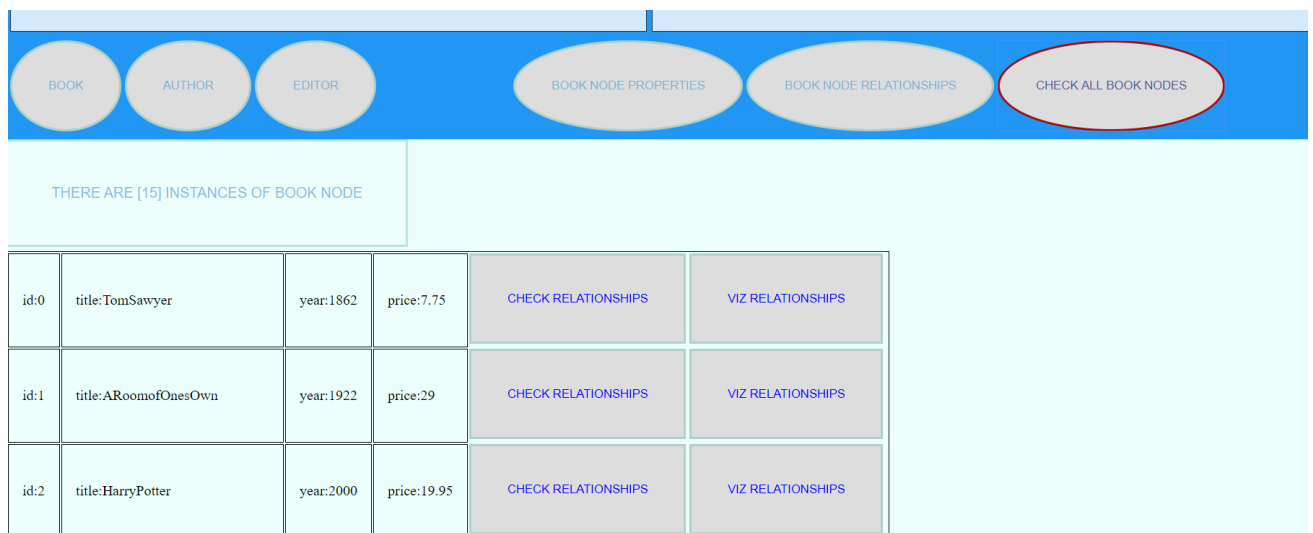 BOOK AUTHOR EDITOR BOOK NODE PROPERTIES BOOK NODE RELATIONSHIPS CHECK ALL BOOK NODES
THERE ARE [15] INSTANCES OF BOOK NODE
id:0 title:TomSawyer year:1862 price:7.75 CHECK RELATIONSHIPS VIZ RELATIONSHIPS
id:1 title:ARoomofOnesOwn year:1922 price:29 CHECK RELATIONSHIPS VIZ RELATIONSHIPS
id:2 title:HarryPotter year:2000 price:19.95 CHECK RELATIONSHIPS VIZ RELATIONSHIPS